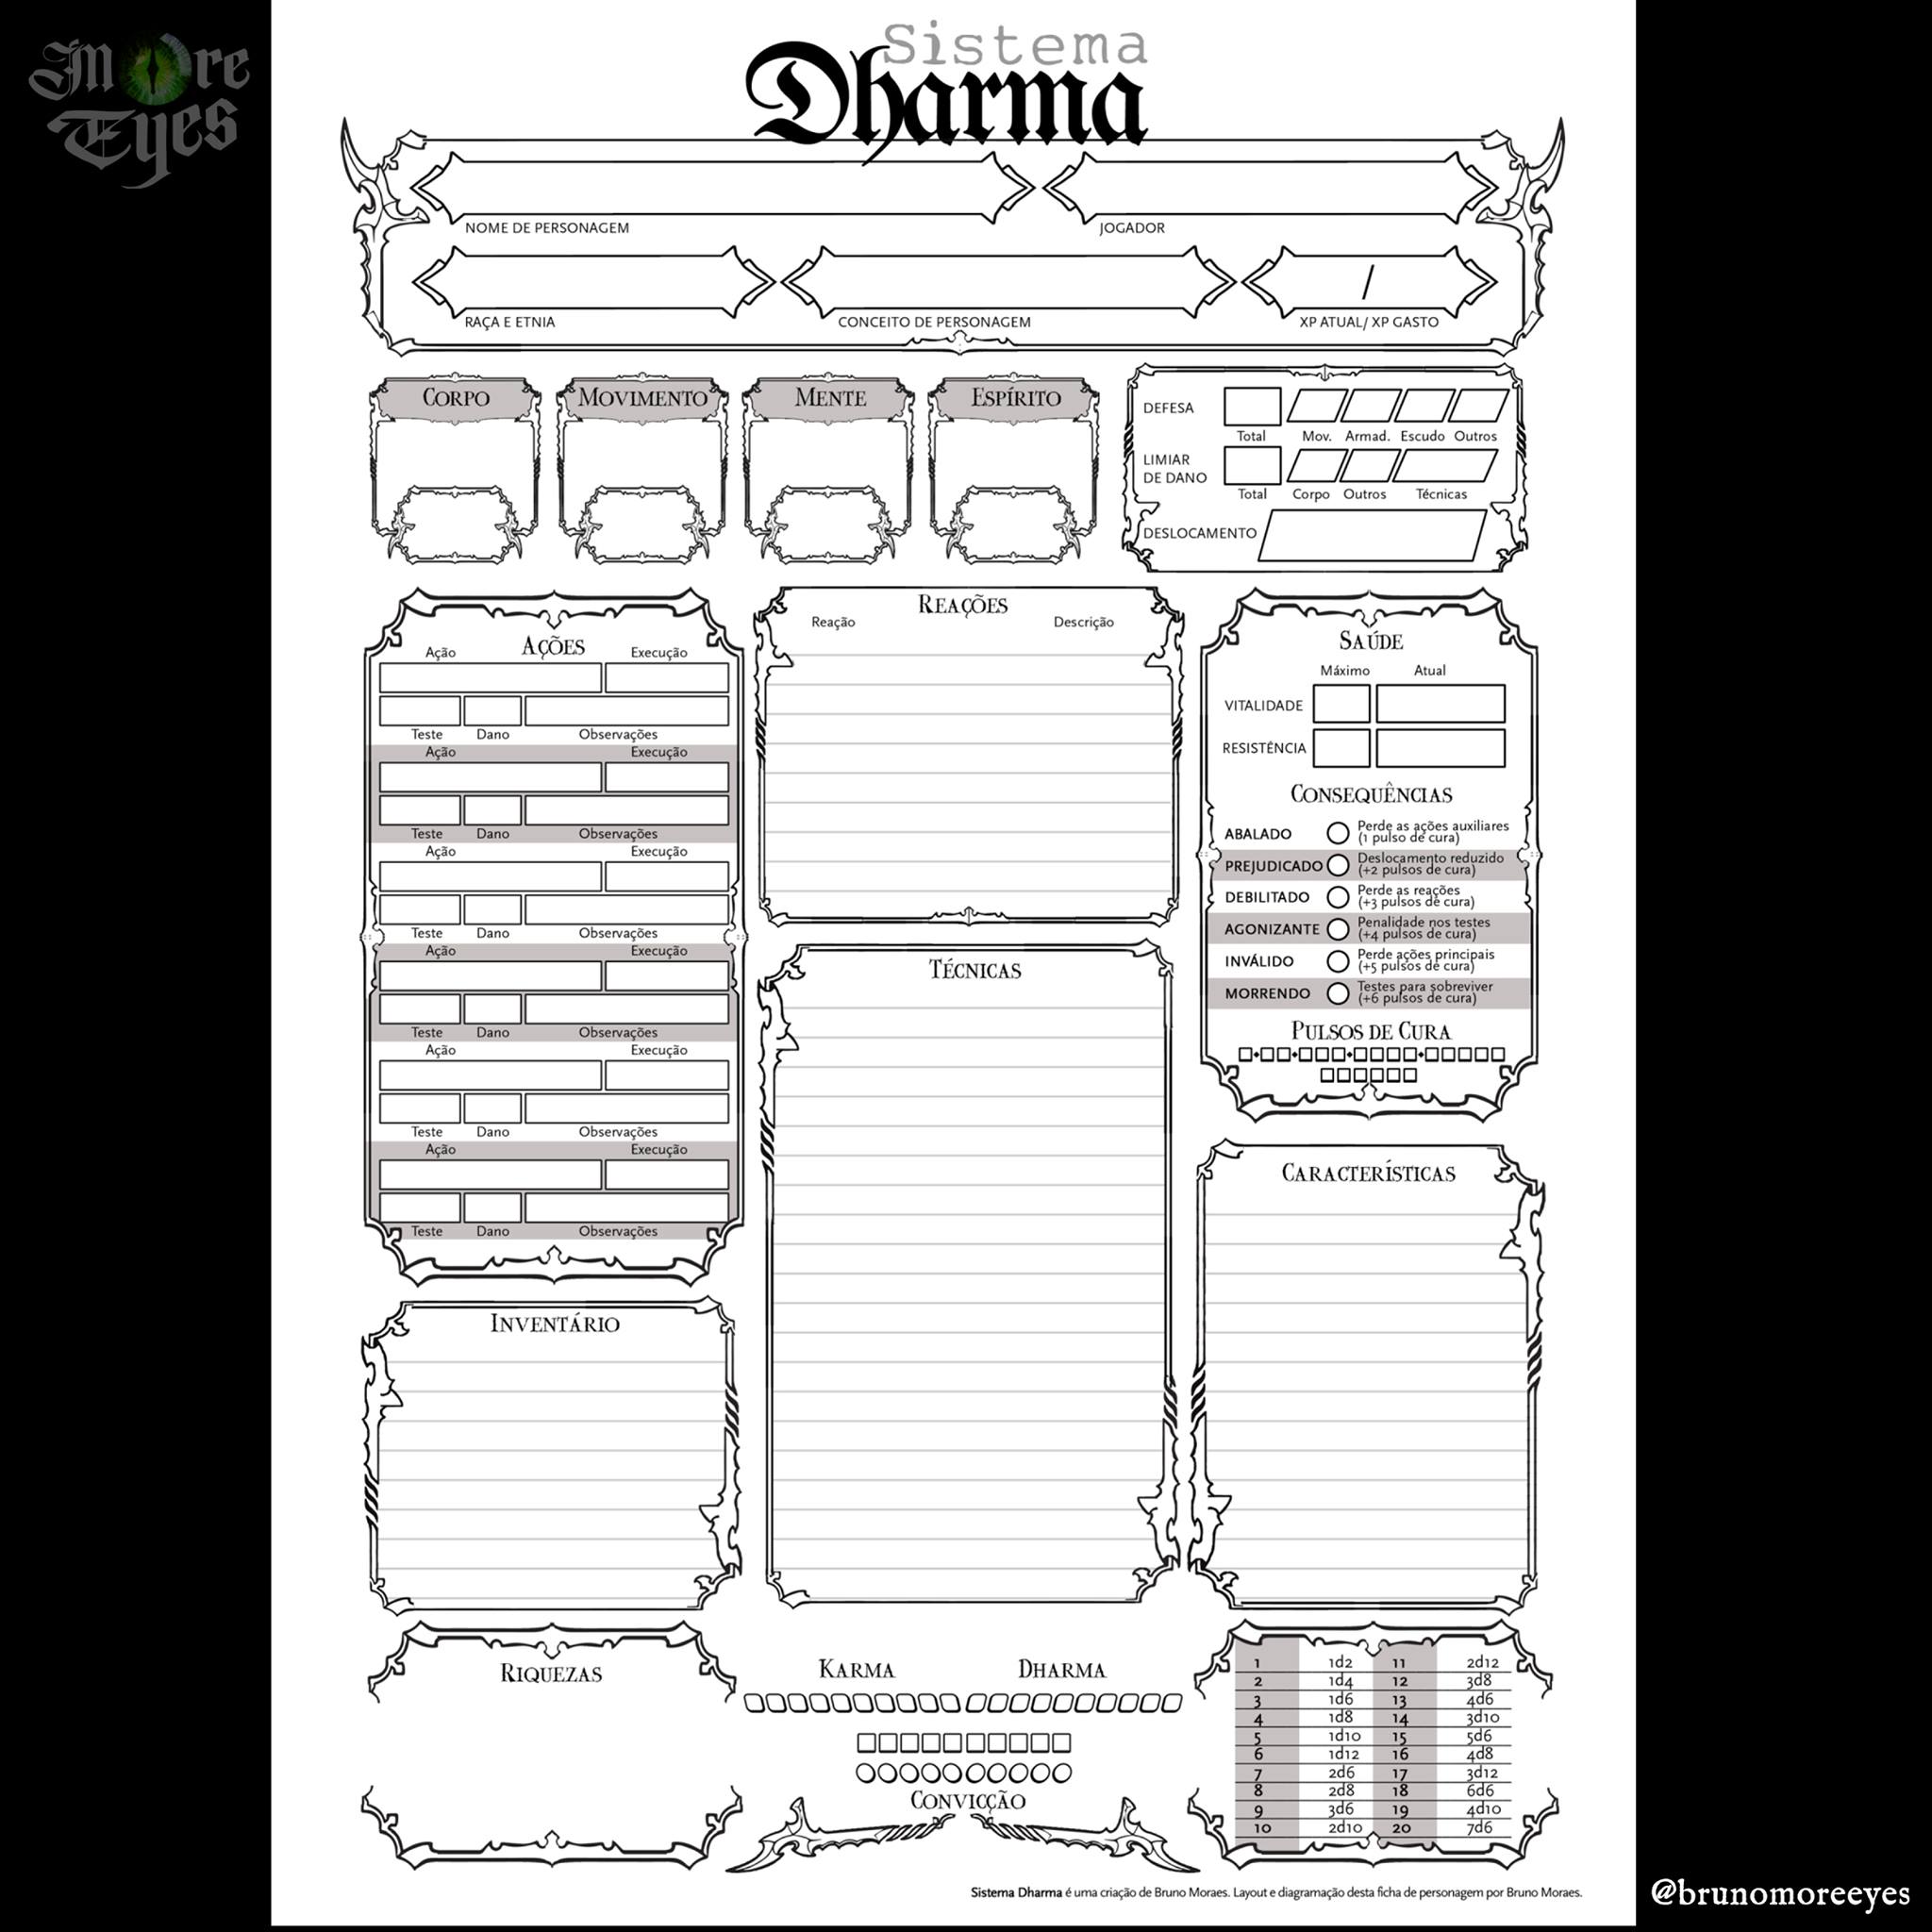 More
Eyes
Sistema
Dharma
NOME DE PERSONAGEM JOGADOR
/
RAÇA E ETNIA CONCEITO DE PERSONAGEM XP ATUAL/ XP GASTO
CORPO MOVIMENTO MENTE ESPÍRITO
DEFESA
Total Mov. Armad. Escudo Outros
LIMIAR
DE DANO
Total Corpo Outros Técnicas
DESLOCAMENTO
AÇÕES
Ação Execução
Teste Dano Observações
Ação Execução
Teste Dano Observações
Ação Execução
Teste Dano Observações
Ação Execução
Teste Dano Observações
Ação Execução
Teste Dano Observações
Ação Execução
Teste Dano Observações
REAÇÕES
Reação Descrição
SAÚDE
Máximo Atual
VITALIDADE
RESISTÊNCIA
CONSEQUÊNCIAS
ABALADO Perde as ações auxiliares
(1 pulso de cura)
PREJUDICADO Deslocamento reduzido
(+2 pulsos de cura)
DEBILITADO Perde as reações
(+3 pulsos de cura)
AGONIZANTE Penalidade nos testes
(+4 pulsos de cura)
INVÁLIDO Perde ações principais
(+5 pulsos de cura)
MORRENDO Testes para sobreviver
(+6 pulsos de cura)
PULSOS DE CURA
TÉCNICAS
CARACTERÍSTICAS
INVENTÁRIO
RIQUEZAS
KARMA DHARMA
CONVICÇÃO
1 1d2 11 2d12
2 1d4 12 3d8
3 1d6 13 4d6
4 1d8 14 3d10
5 1d10 15 5d6
6 1d12 16 4d8
7 2d6 17 3d12
8 2d8 18 6d6
9 3d6 19 4d10
10 2d10 20 7d6
Sistema Dharma é uma criação de Bruno Moraes. Layout e diagramação desta ficha de personagem por Bruno Moraes.
@brunomoreeyes